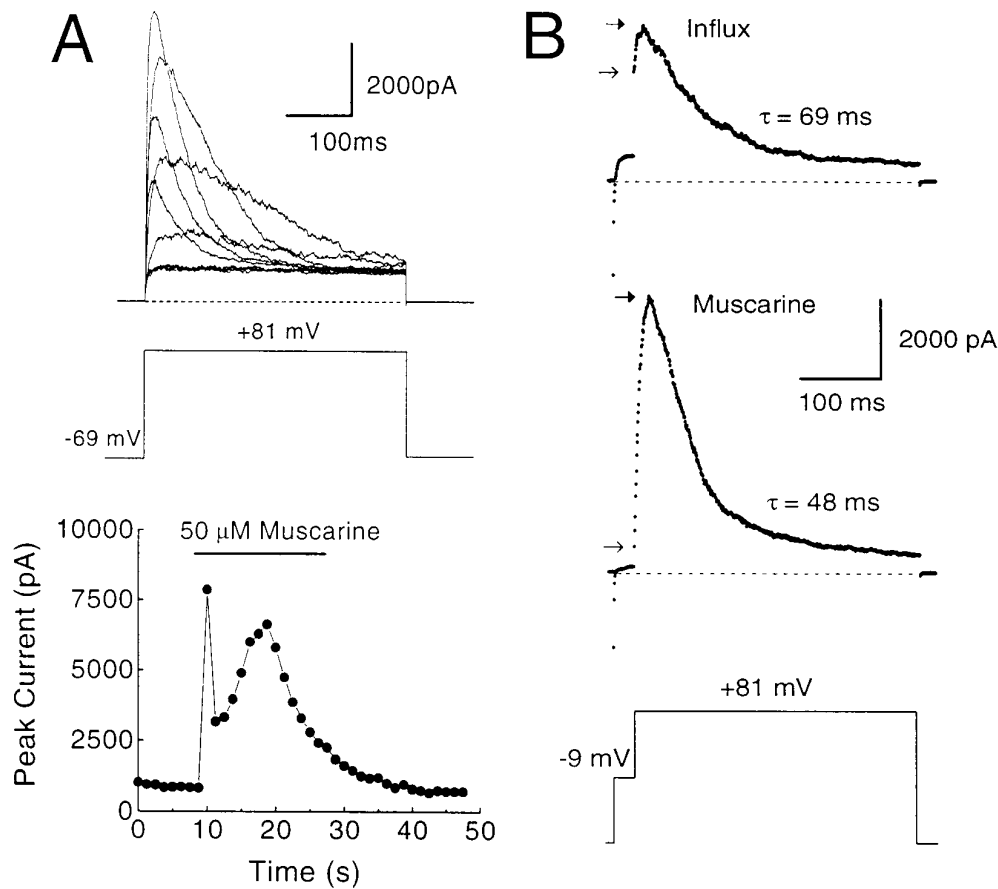 A
2000pA
100ms
+81 mV
-69 mV
50 μM Muscarine
10000
7500
5000
2500
0
Peak Current (pA)
0 10 20 30 40 50
Time (s)
B
Influx
τ = 69 ms
Muscarine
2000 pA
100 ms
τ = 48 ms
+81 mV
-9 mV